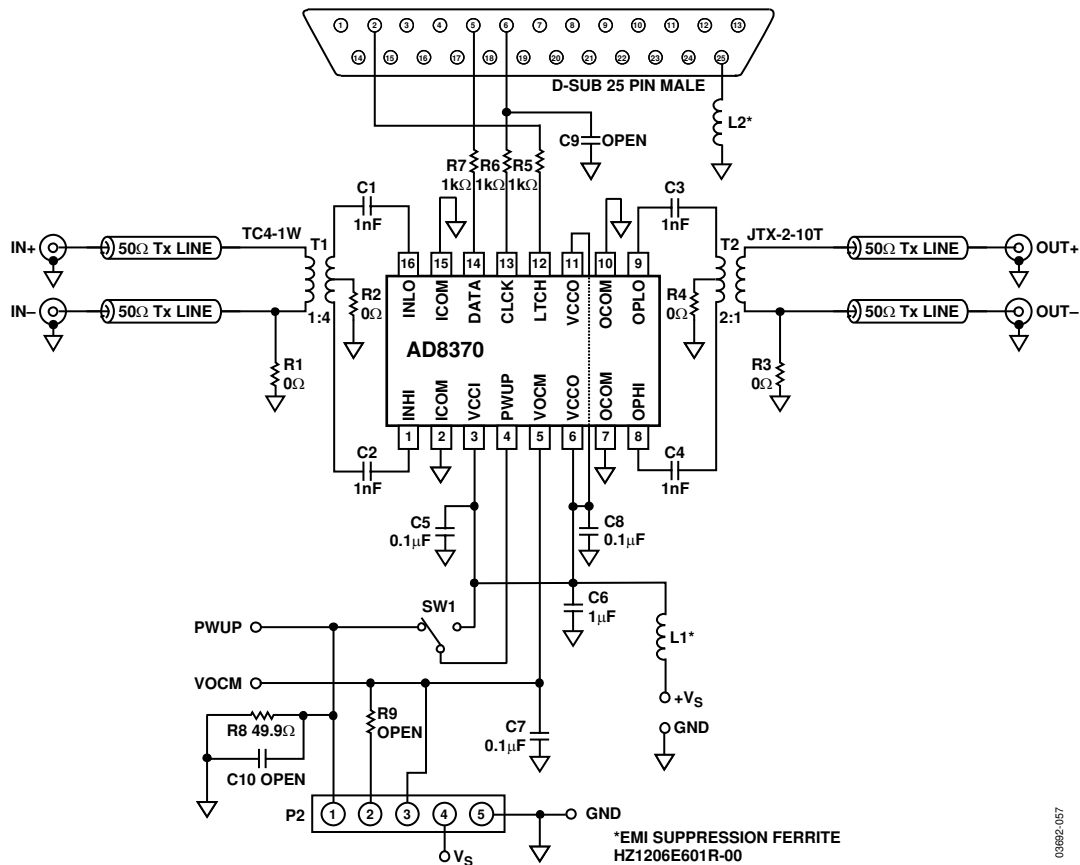 1 2 3 4 5 6 7 8 9 10 11 12 13
14 15 16 17 18 19 20 21 22 23 24 25
D-SUB 25 PIN MALE
L2*
C9 OPEN
R7 R6 R5
1kΩ 1kΩ 1kΩ
C1
1nF
C3
1nF
IN+
50Ω Tx LINE
TC4-1W
T1
T2
JTX-2-10T
50Ω Tx LINE
OUT+
16 15 14 13 12 11 10 9
INLO ICOM DATA CLCK LTCH VCCO OCOM OPLO
IN–
50Ω Tx LINE
1:4
R2
0Ω
R4
0Ω
2:1
50Ω Tx LINE
OUT–
AD8370
R1
0Ω
R3
0Ω
INHI ICOM VCCI PWUP VOCM VCCO OCOM OPHI
1 2 3 4 5 6 7 8
C2
1nF
C4
1nF
C5
0.1µF
C8
0.1µF
C6
1µF
SW1
PWUP
L1*
VOCM
+VS
GND
R8 49.9Ω
C10 OPEN
R9
OPEN
C7
0.1µF
P2
1 2 3 4 5
GND
VS
*EMI SUPPRESSION FERRITE
HZ1206E601R-00
03692-057